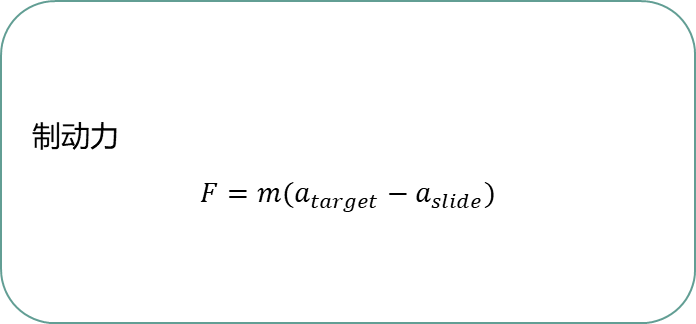 制动力
F = m(a_target − a_slide)